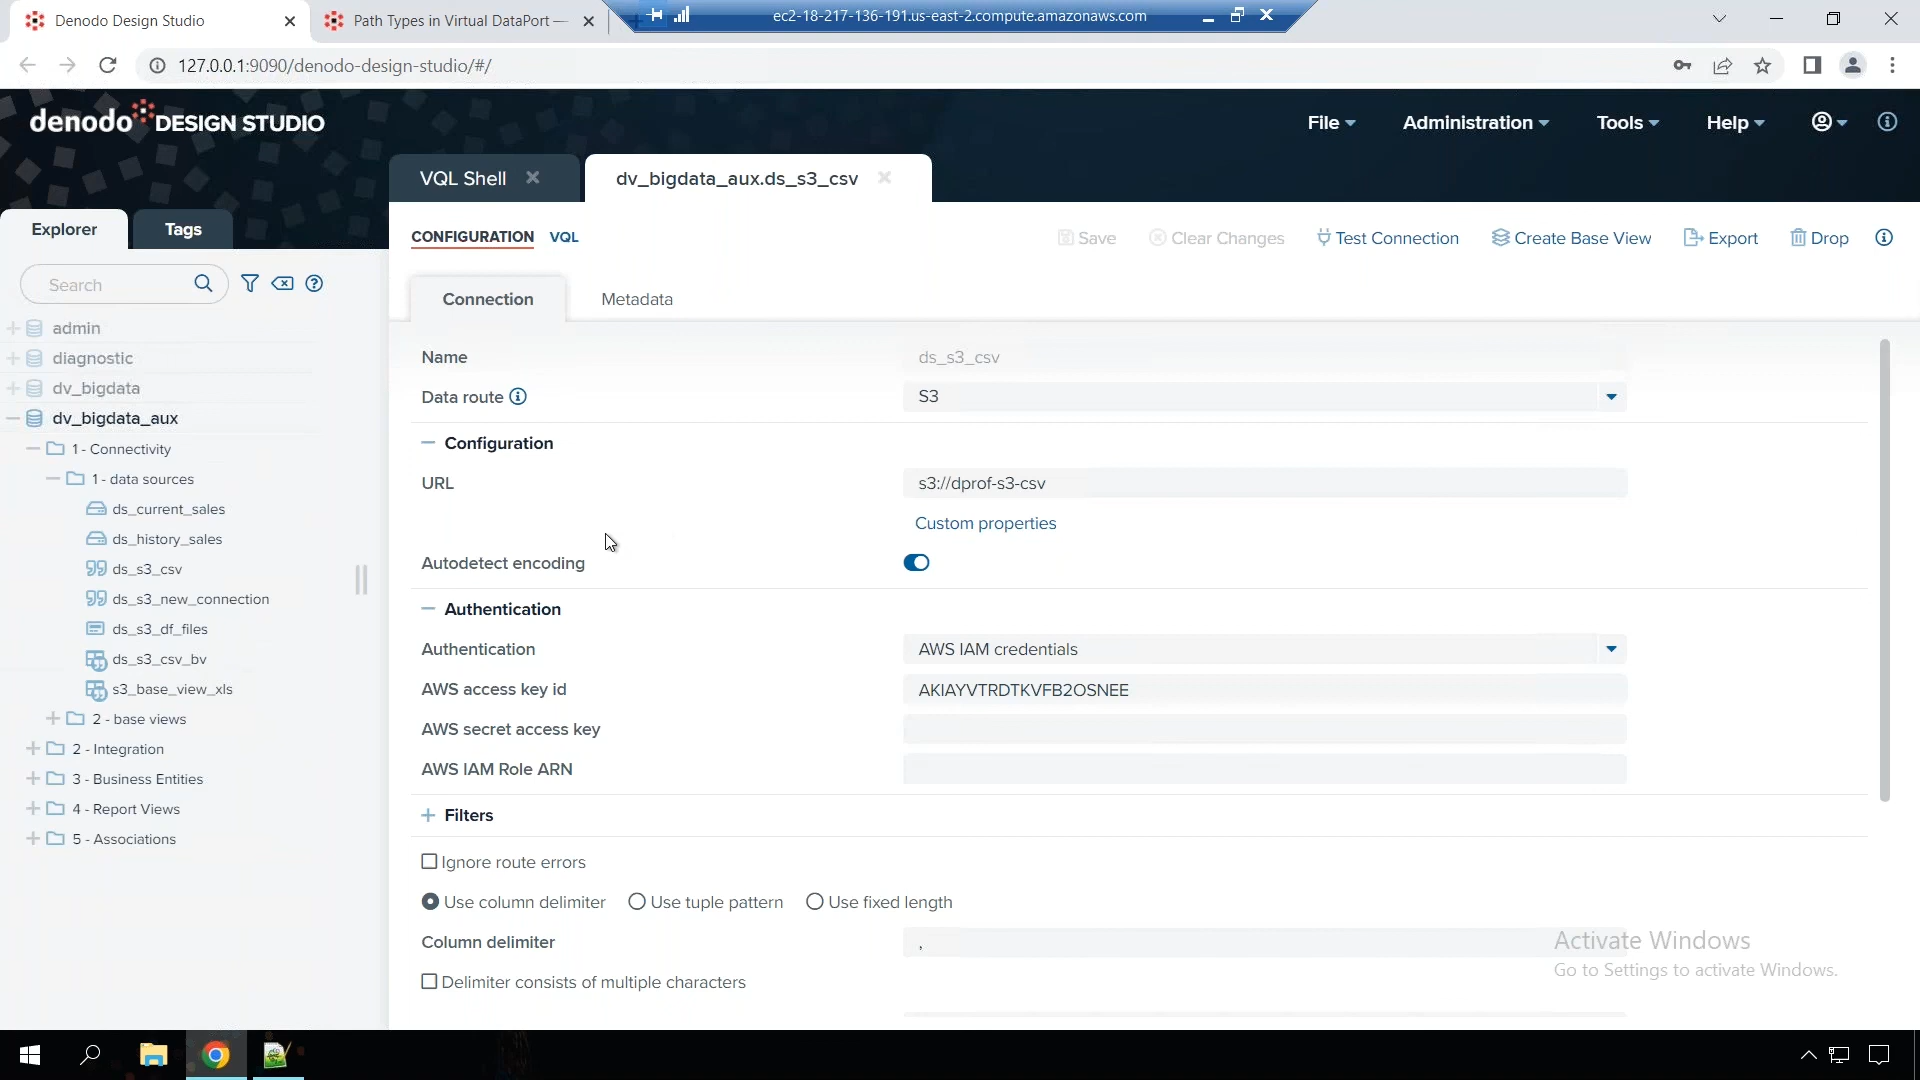 Denodo Design Studio
Path Types in Virtual DataPort —
ec2-18-217-136-191.us-east-2.compute.amazonaws.com
127.0.0.1:9090/denodo-design-studio/#/
denodo DESIGN STUDIO
File
Administration
Tools
Help
VQL Shell
dv_bigdata_aux.ds_s3_csv
Explorer
Tags
CONFIGURATION
VQL
Save
Clear Changes
Test Connection
Create Base View
Export
Drop
Search
Connection
Metadata
admin
diagnostic
dv_bigdata
dv_bigdata_aux
1 - Connectivity
1 - data sources
ds_current_sales
ds_history_sales
ds_s3_csv
ds_s3_new_connection
ds_s3_df_files
ds_s3_csv_bv
s3_base_view_xls
2 - base views
2 - Integration
3 - Business Entities
4 - Report Views
5 - Associations
Name
ds_s3_csv
Data route
S3
Configuration
URL
s3://dprof-s3-csv
Custom properties
Autodetect encoding
Authentication
Authentication
AWS IAM credentials
AWS access key id
AKIAYVTRDTKVFB2OSNEE
AWS secret access key
AWS IAM Role ARN
Filters
Ignore route errors
Use column delimiter
Use tuple pattern
Use fixed length
Column delimiter
,
Delimiter consists of multiple characters
Activate Windows
Go to Settings to activate Windows.